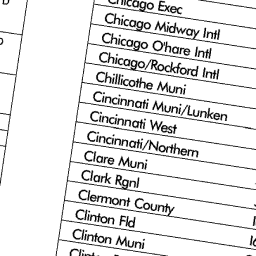 Chicago Exec
Chicago Midway Intl
Chicago O'hare Intl
Chicago/Rockford Intl
Chillicothe Muni
Cincinnati Muni/Lunken
Cincinnati West
Cincinnati/Northern
Clare Muni
Clark Rgnl
Clermont County
Clinton Fld
Clinton Muni